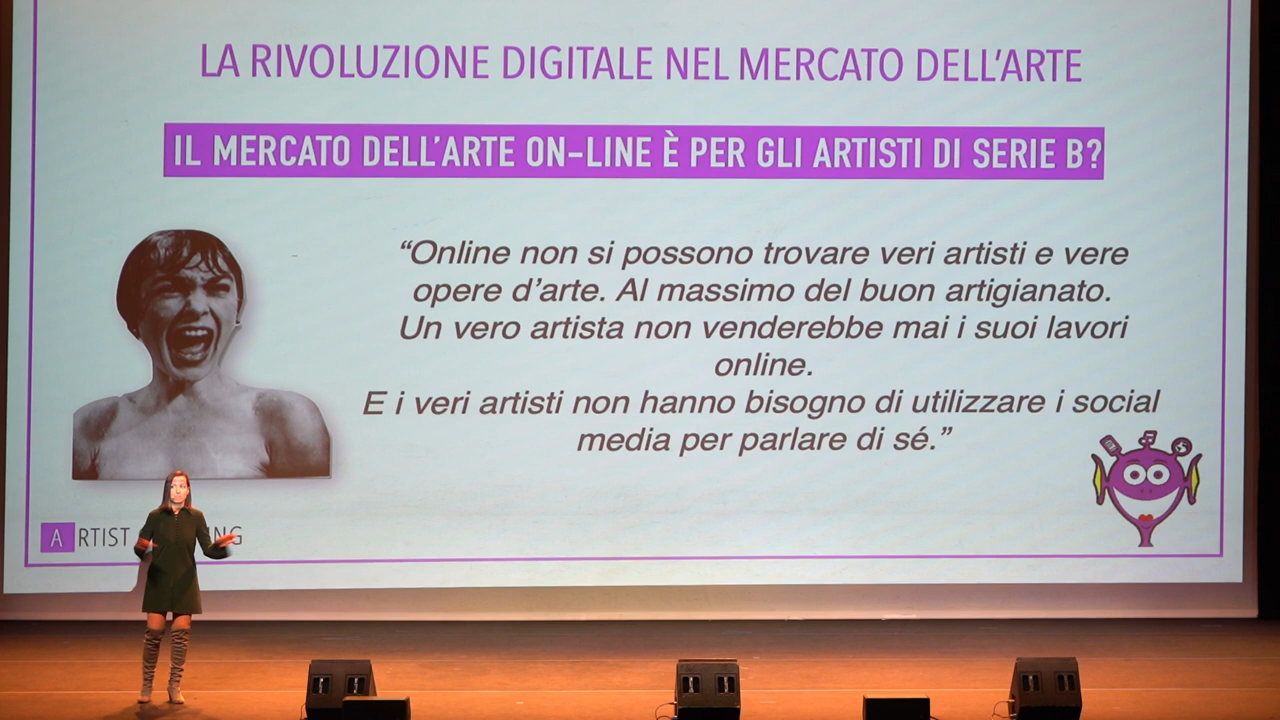 LA RIVOLUZIONE DIGITALE NEL MERCATO DELL'ARTE
IL MERCATO DELL'ARTE ON-LINE È PER GLI ARTISTI DI SERIE B?
“Online non si possono trovare veri artisti e vere
opere d'arte. Al massimo del buon artigianato.
Un vero artista non venderebbe mai i suoi lavori
online.
E i veri artisti non hanno bisogno di utilizzare i social
media per parlare di sé.”
ARTIST